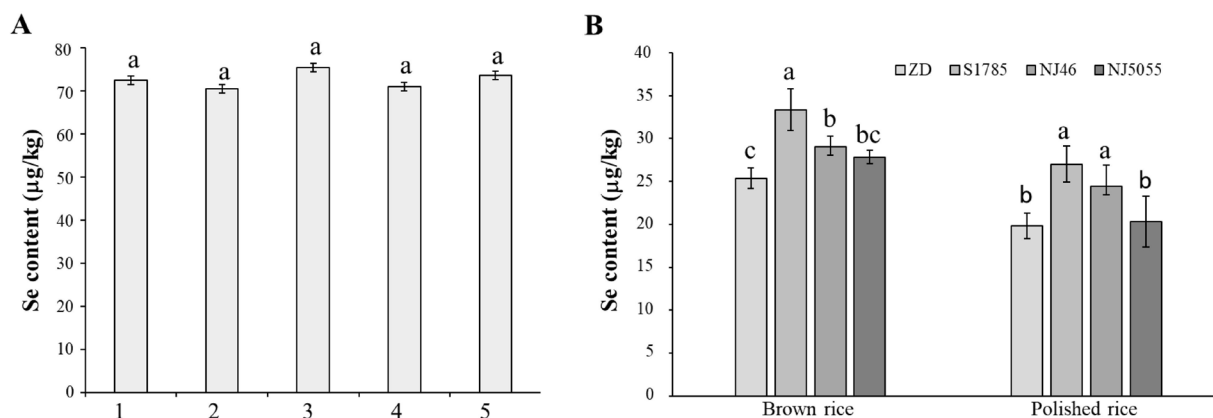 A
Se content (µg/kg)
80
70
60
50
40
30
20
10
0
a
a
a
a
a
1 2 3 4 5
B
Se content (µg/kg)
40
35
30
25
20
15
10
5
0
ZD S1785 NJ46 NJ5055
c
a
b
bc
b
a
a
b
Brown rice Polished rice